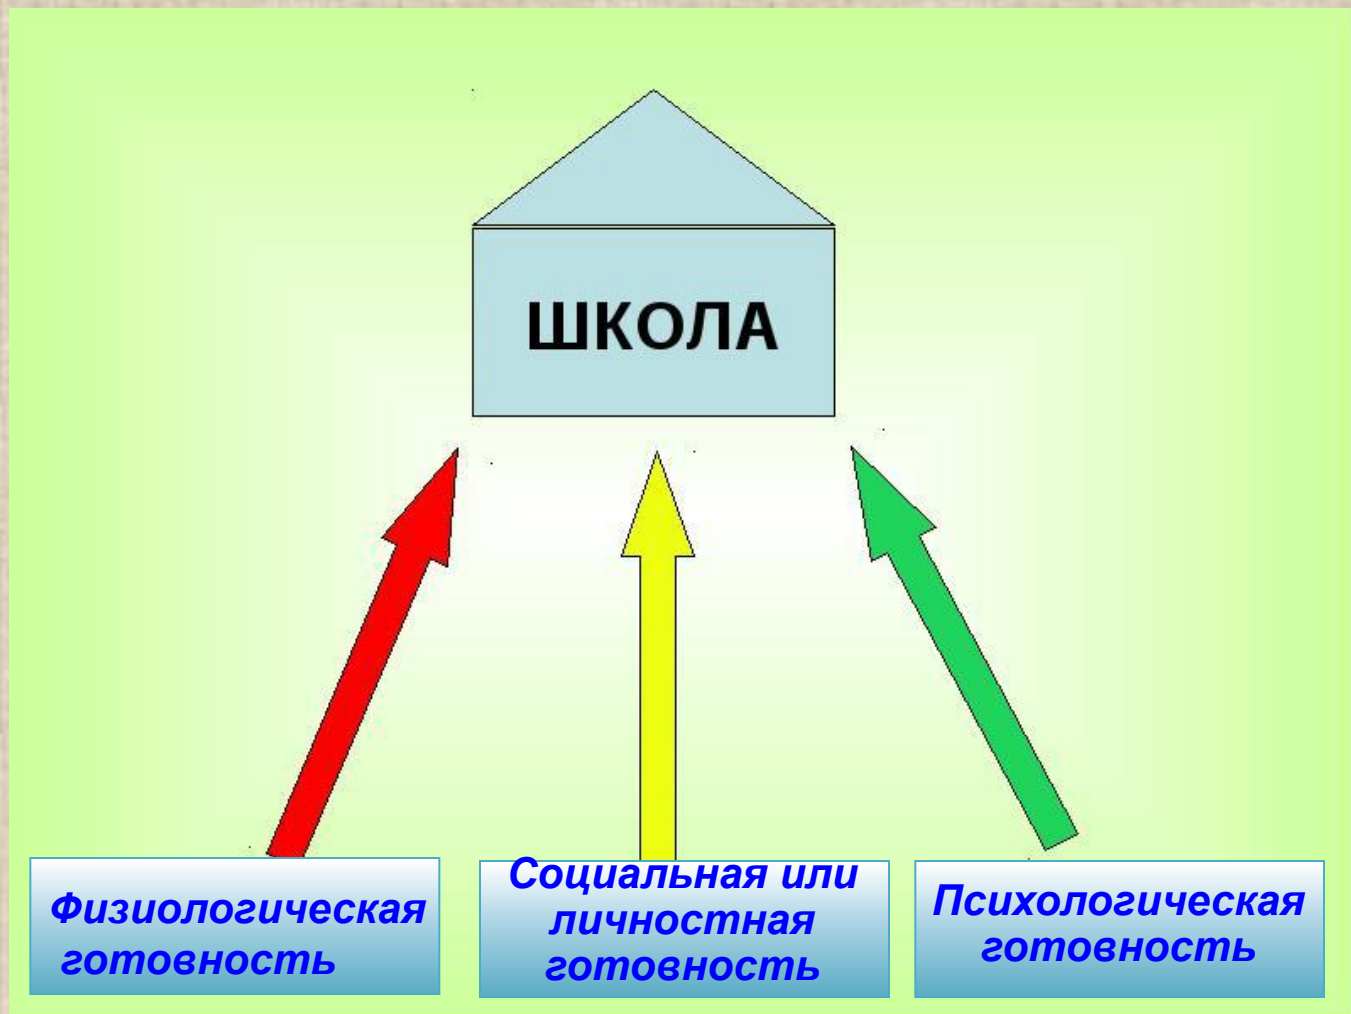 ШКОЛА
Физиологическая
готовность
Социальная или
личностная
готовность
Психологическая
готовность